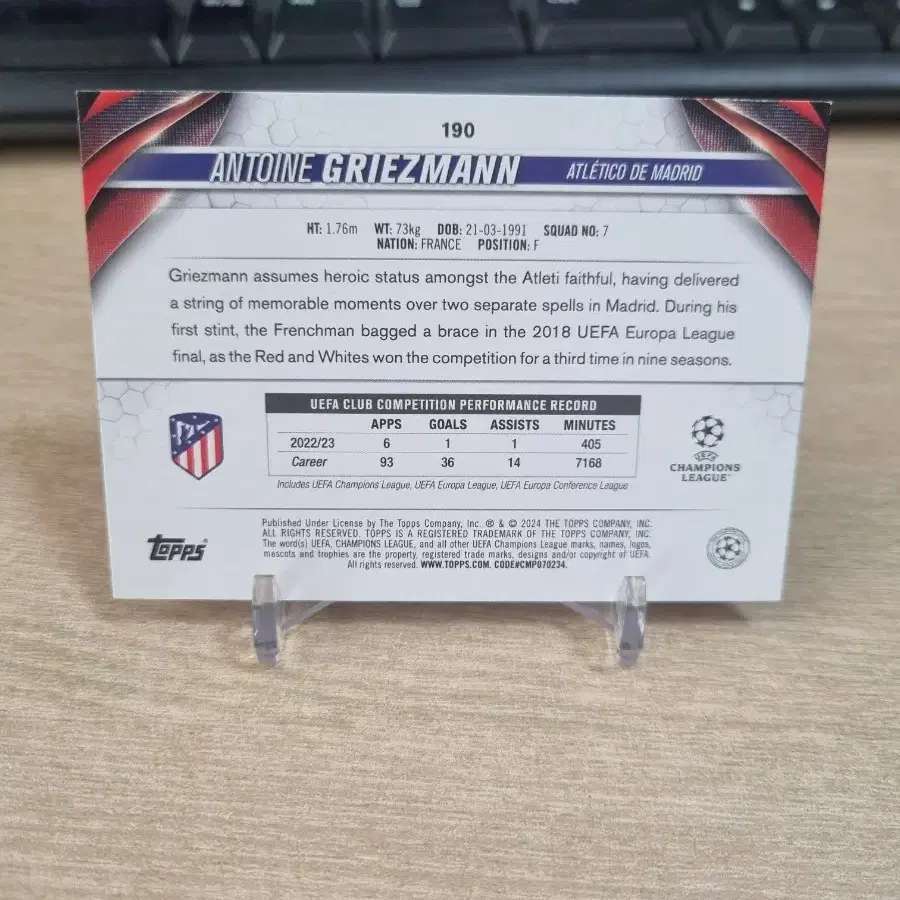 190
ANTOINE GRIEZMANN ATLÉTICO DE MADRID
HT: 1.76m WT: 73kg DOB: 21-03-1991 SQUAD NO: 7
NATION: FRANCE POSITION: F
Griezmann assumes heroic status amongst the Atleti faithful, having delivered
a string of memorable moments over two separate spells in Madrid. During his
first stint, the Frenchman bagged a brace in the 2018 UEFA Europa League
final, as the Red and Whites won the competition for a third time in nine seasons.
UEFA CLUB COMPETITION PERFORMANCE RECORD
APPS GOALS ASSISTS MINUTES
2022/23 6 1 1 405
Career 93 36 14 7168
Includes UEFA Champions League, UEFA Europa League, UEFA Europa Conference League
UEFA
CHAMPIONS
LEAGUE
Topps®
Published Under License by The Topps Company, Inc. ® & © 2024 THE TOPPS COMPANY, INC.
ALL RIGHTS RESERVED. TOPPS IS A REGISTERED TRADEMARK OF THE TOPPS COMPANY, INC.
The word(s) UEFA, CHAMPIONS LEAGUE, and all other UEFA Champions League marks, names, logos,
mascots and trophies are the property, registered trade marks, designs and/or copyright of UEFA.
All rights reserved. WWW.TOPPS.COM. CODE#CMP070234.